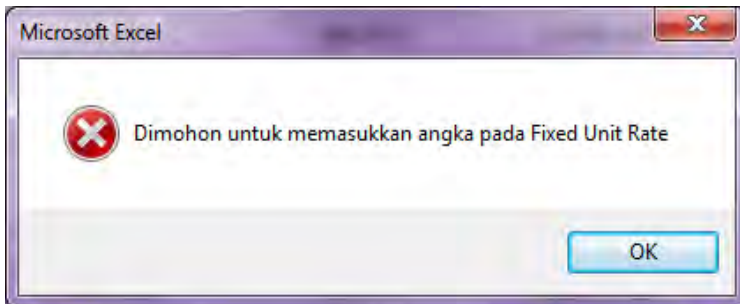 Microsoft Excel
Dimohon untuk memasukkan angka pada Fixed Unit Rate
OK